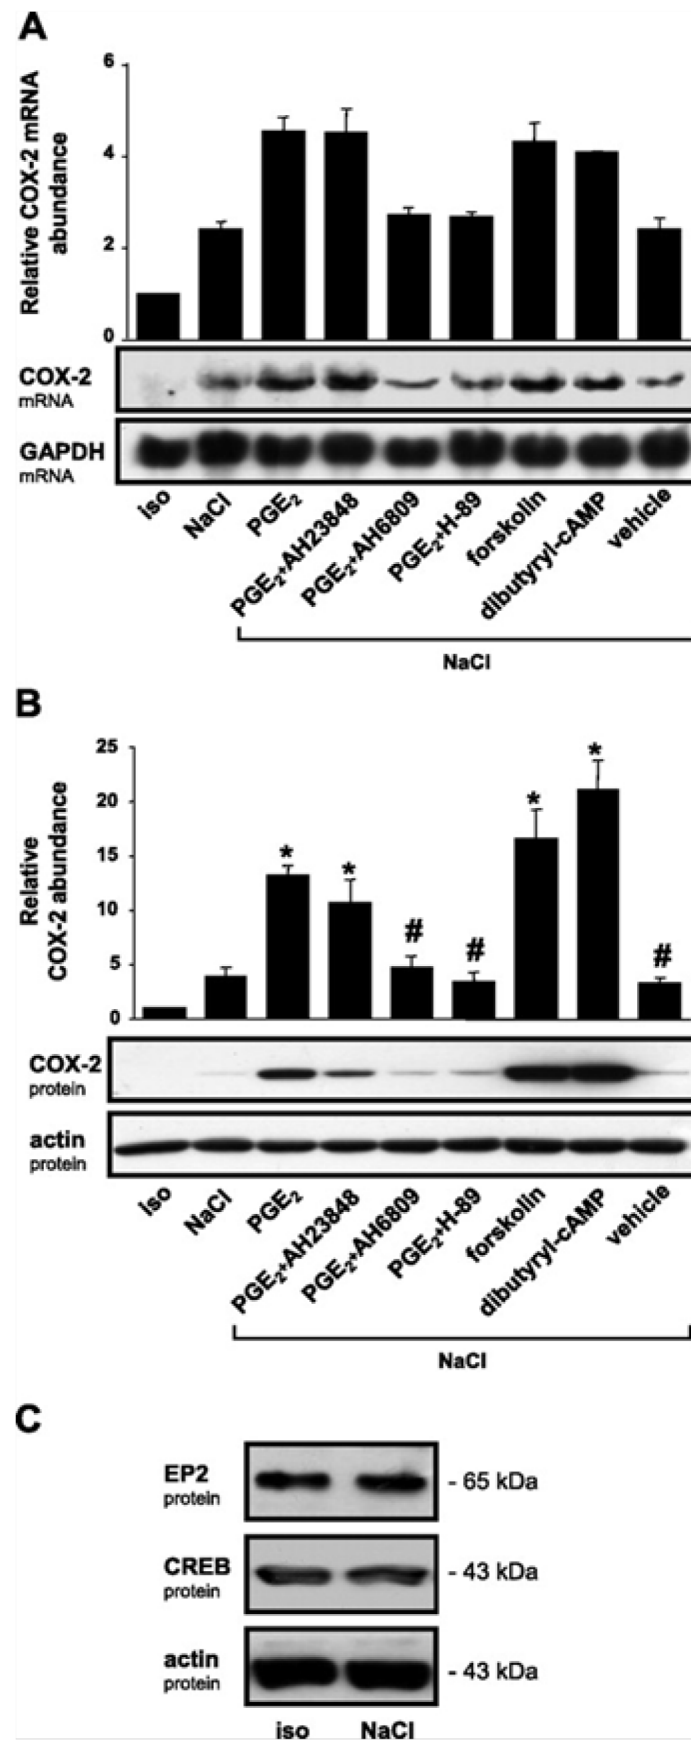 A
Relative COX-2 mRNA
abundance
6
4
2
0
COX-2
mRNA
GAPDH
mRNA
iso
NaCl
PGE₂
PGE₂+AH23848
PGE₂+AH6809
PGE₂+H-89
forskolin
dibutyryl-cAMP
vehicle
NaCl
B
Relative
COX-2 abundance
25
20
15
10
5
0
*
*
#
#
*
*
#
COX-2
protein
actin
protein
Iso
NaCl
PGE₂
PGE₂+AH23848
PGE₂+AH6809
PGE₂+H-89
forskolin
dibutyryl-cAMP
vehicle
NaCl
C
EP2
protein
- 65 kDa
CREB
protein
- 43 kDa
actin
protein
- 43 kDa
iso NaCl